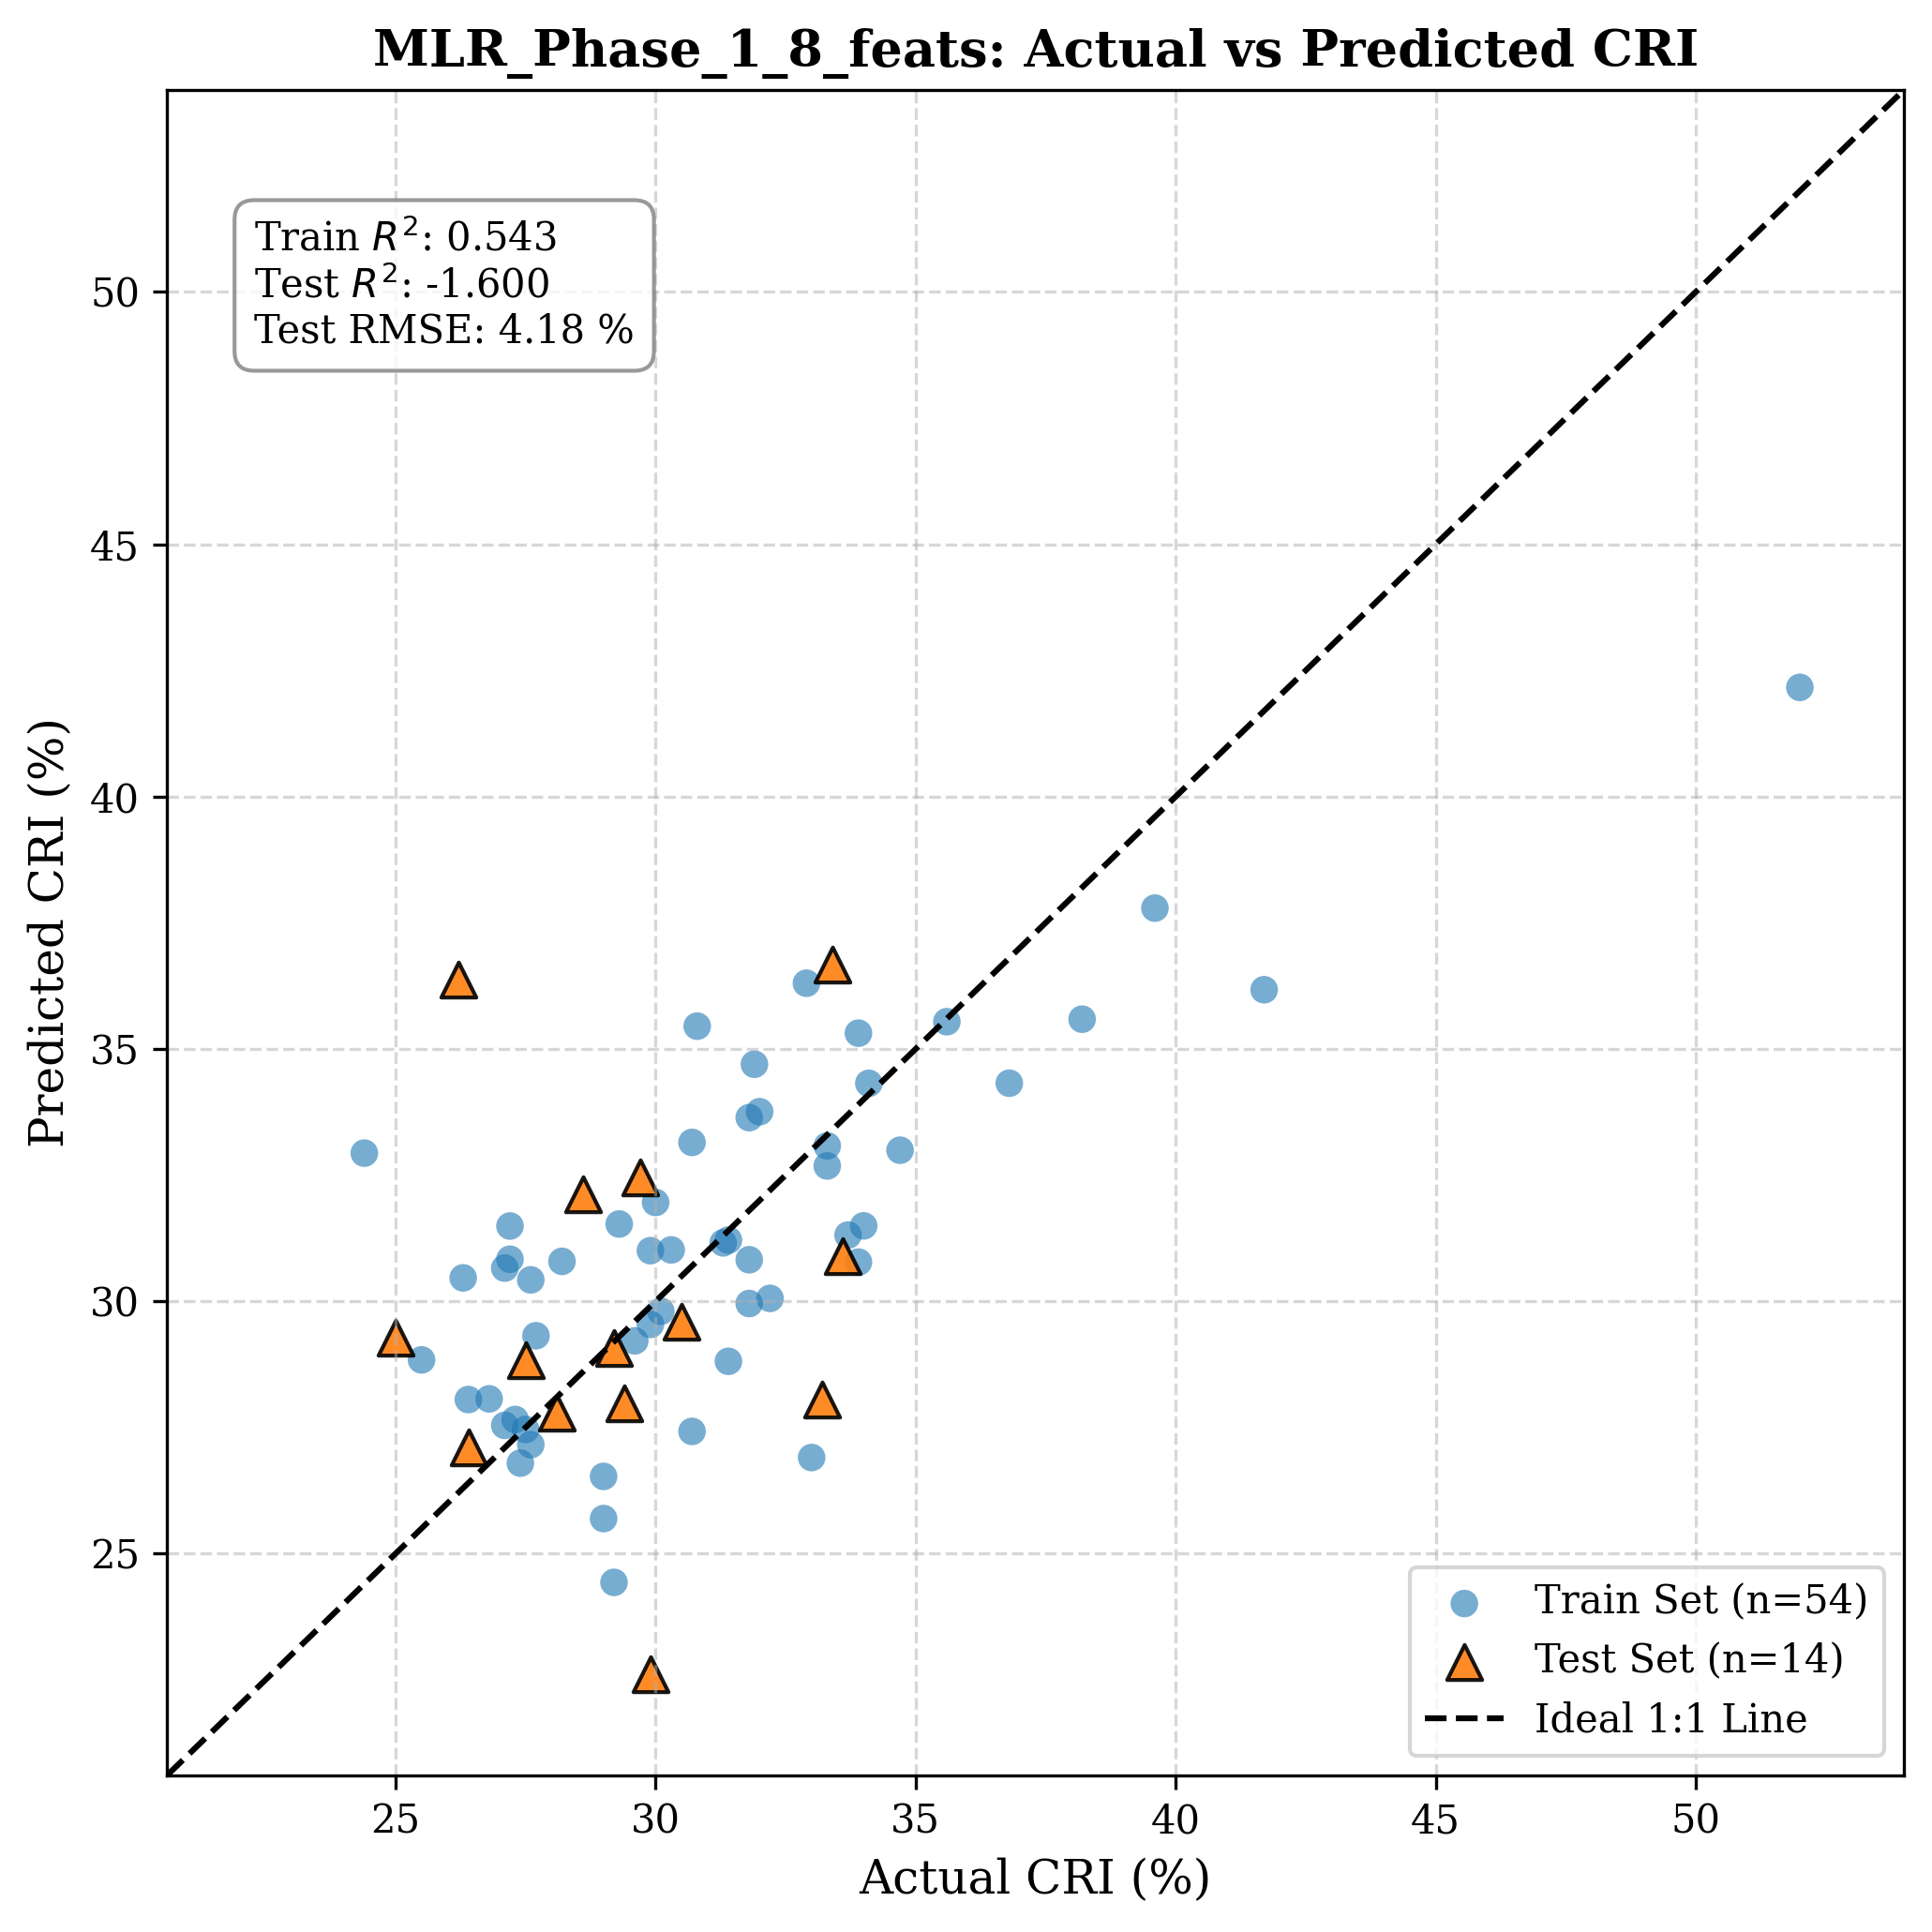 MLR_Phase_1_8_feats: Actual vs Predicted CRI
Train R²: 0.543
Test R²: -1.600
Test RMSE: 4.18 %
Predicted CRI (%)
50
45
40
35
30
25
Train Set (n=54)
Test Set (n=14)
Ideal 1:1 Line
25 30 35 40 45 50
Actual CRI (%)